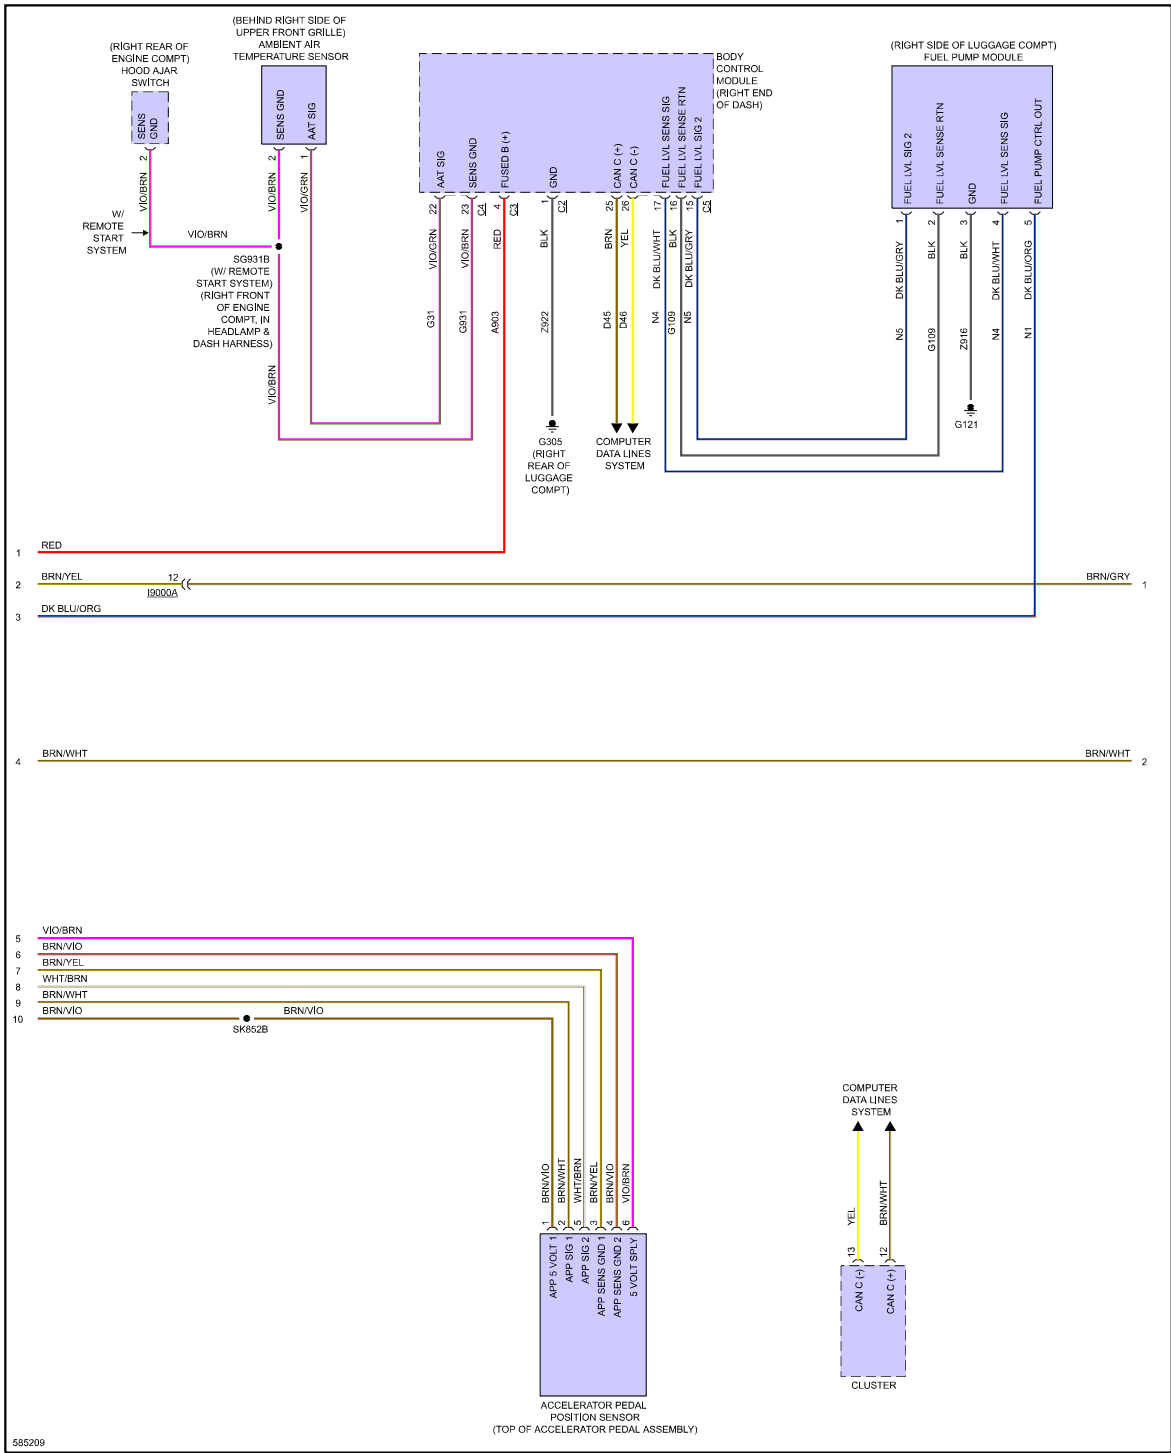 (RIGHT REAR OF
ENGINE COMPT)
HOOD AJAR
SWITCH
SENS
GND
2
VIO/BRN
W/
REMOTE
START
SYSTEM
VIO/BRN
(BEHIND RIGHT SIDE OF
UPPER FRONT GRILLE)
AMBIENT AIR
TEMPERATURE SENSOR
SENS GND
AAT SIG
2
1
VIO/BRN
VIO/GRN
SG931B
(W/ REMOTE
START SYSTEM)
(RIGHT FRONT
OF ENGINE
COMPT, IN
HEADLAMP &
DASH HARNESS)
VIO/BRN
BODY
CONTROL
MODULE
(RIGHT END
OF DASH)
AAT SIG
SENS GND
FUSED B (+)
GND
CAN C (+)
CAN C (-)
FUEL LVL SENS SIG
FUEL LVL SENSE RTN
FUEL LVL SIG 2
22
23
C4
4
C3
1
C2
25
26
17
16
15
C5
VIO/GRN
VIO/BRN
RED
BLK
BRN
YEL
DK BLU/WHT
BLK
DK BLU/GRY
G31
G931
A903
Z922
D45
D46
N4
G109
N5
G305
(RIGHT
REAR OF
LUGGAGE
COMPT)
COMPUTER
DATA LINES
SYSTEM
(RIGHT SIDE OF LUGGAGE COMPT)
FUEL PUMP MODULE
FUEL LVL SIG 2
FUEL LVL SENSE RTN
GND
FUEL LVL SENS SIG
FUEL PUMP CTRL OUT
1
2
3
4
5
DK BLU/GRY
BLK
BLK
DK BLU/WHT
DK BLU/ORG
N5
G109
Z916
N4
N1
G121
1
RED
2
BRN/YEL
12
I9000A
BRN/GRY
1
3
DK BLU/ORG
4
BRN/WHT
BRN/WHT
2
5
VIO/BRN
6
BRN/VIO
7
BRN/YEL
8
WHT/BRN
9
BRN/WHT
10
BRN/VIO
SK852B
BRN/VIO
BRN/VIO
BRN/WHT
WHT/BRN
BRN/YEL
BRN/VIO
VIO/BRN
1
2
5
3
4
6
APP 5 VOLT 1
APP SIG 1
APP SIG 2
APP SENS GND 1
APP SENS GND 2
5 VOLT SPLY
ACCELERATOR PEDAL
POSITION SENSOR
(TOP OF ACCELERATOR PEDAL ASSEMBLY)
COMPUTER
DATA LINES
SYSTEM
YEL
BRN/WHT
13
12
CAN C (-)
CAN C (+)
CLUSTER
585209